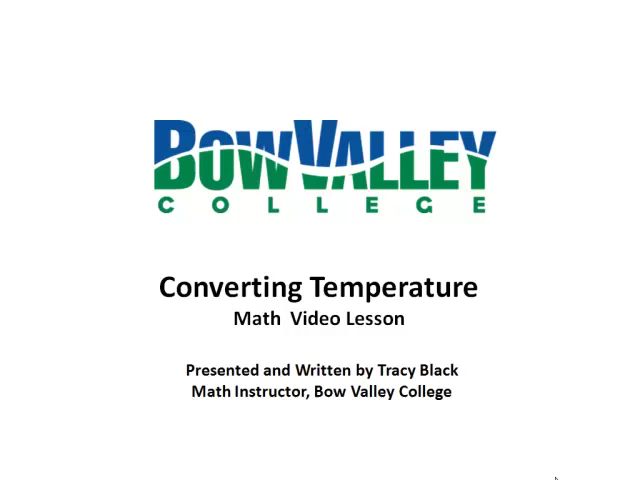 BOW VALLEY
COLLEGE
Converting Temperature
Math Video Lesson
Presented and Written by Tracy Black
Math Instructor, Bow Valley College